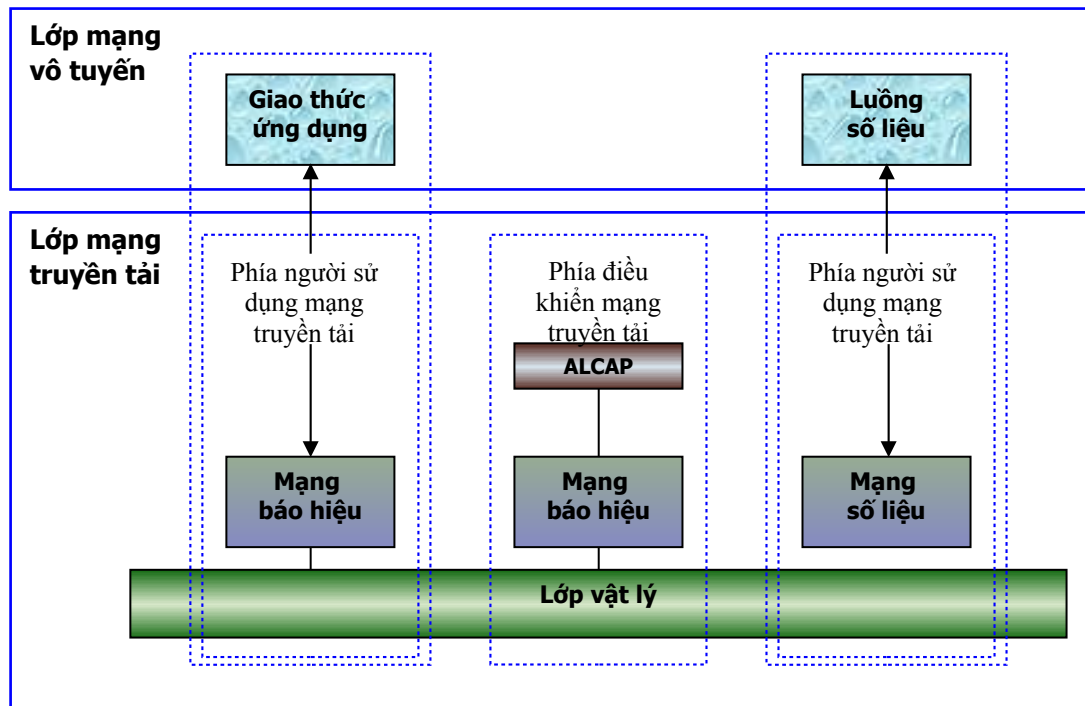 Lớp mạng
vô tuyến
Giao thức
ứng dụng
Luồng
số liệu
Lớp mạng
truyền tải
Phía người sử
dụng mạng
truyền tải
Phía điều
khiển mạng
truyền tải
Phía người sử
dụng mạng
truyền tải
ALCAP
Mạng
báo hiệu
Mạng
báo hiệu
Mạng
số liệu
Lớp vật lý